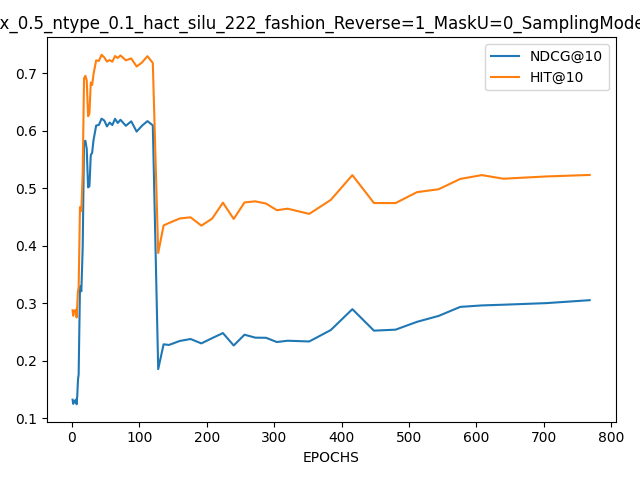 x_0.5_ntype_0.1_hact_silu_222_fashion_Reverse=1_MaskU=0_SamplingMode
NDCG@10
HIT@10
0.7
0.6
0.5
0.4
0.3
0.2
0.1
0 100 200 300 400 500 600 700 800
EPOCHS